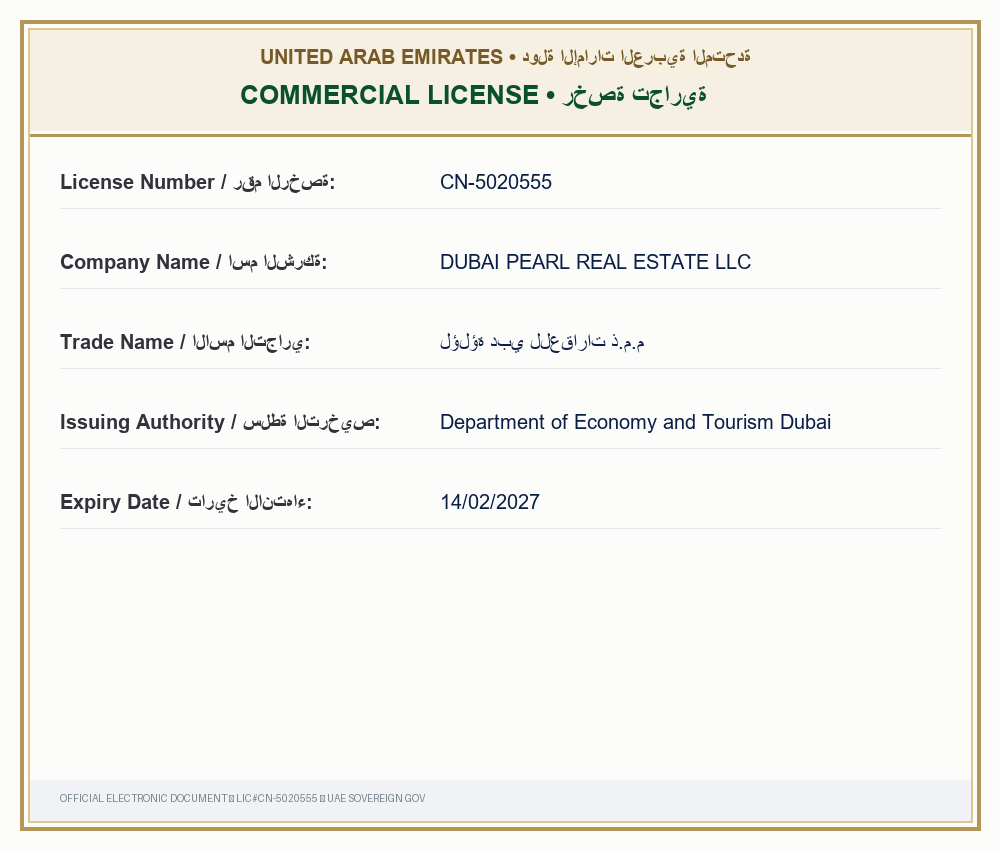 UNITED ARAB EMIRATES • دولة الإمارات العربية المتحدة
COMMERCIAL LICENSE • رخصة تجارية
License Number / رقم الرخصة: CN-5020555
Company Name / اسم الشركة: DUBAI PEARL REAL ESTATE LLC
Trade Name / الاسم التجاري: لؤلؤة دبي للعقارات ذ.م.م
Issuing Authority / سلطة الترخيص: Department of Economy and Tourism Dubai
Expiry Date / تاريخ الانتهاء: 14/02/2027
OFFICIAL ELECTRONIC DOCUMENT LIC#CN-5020555 UAE SOVEREIGN GOV